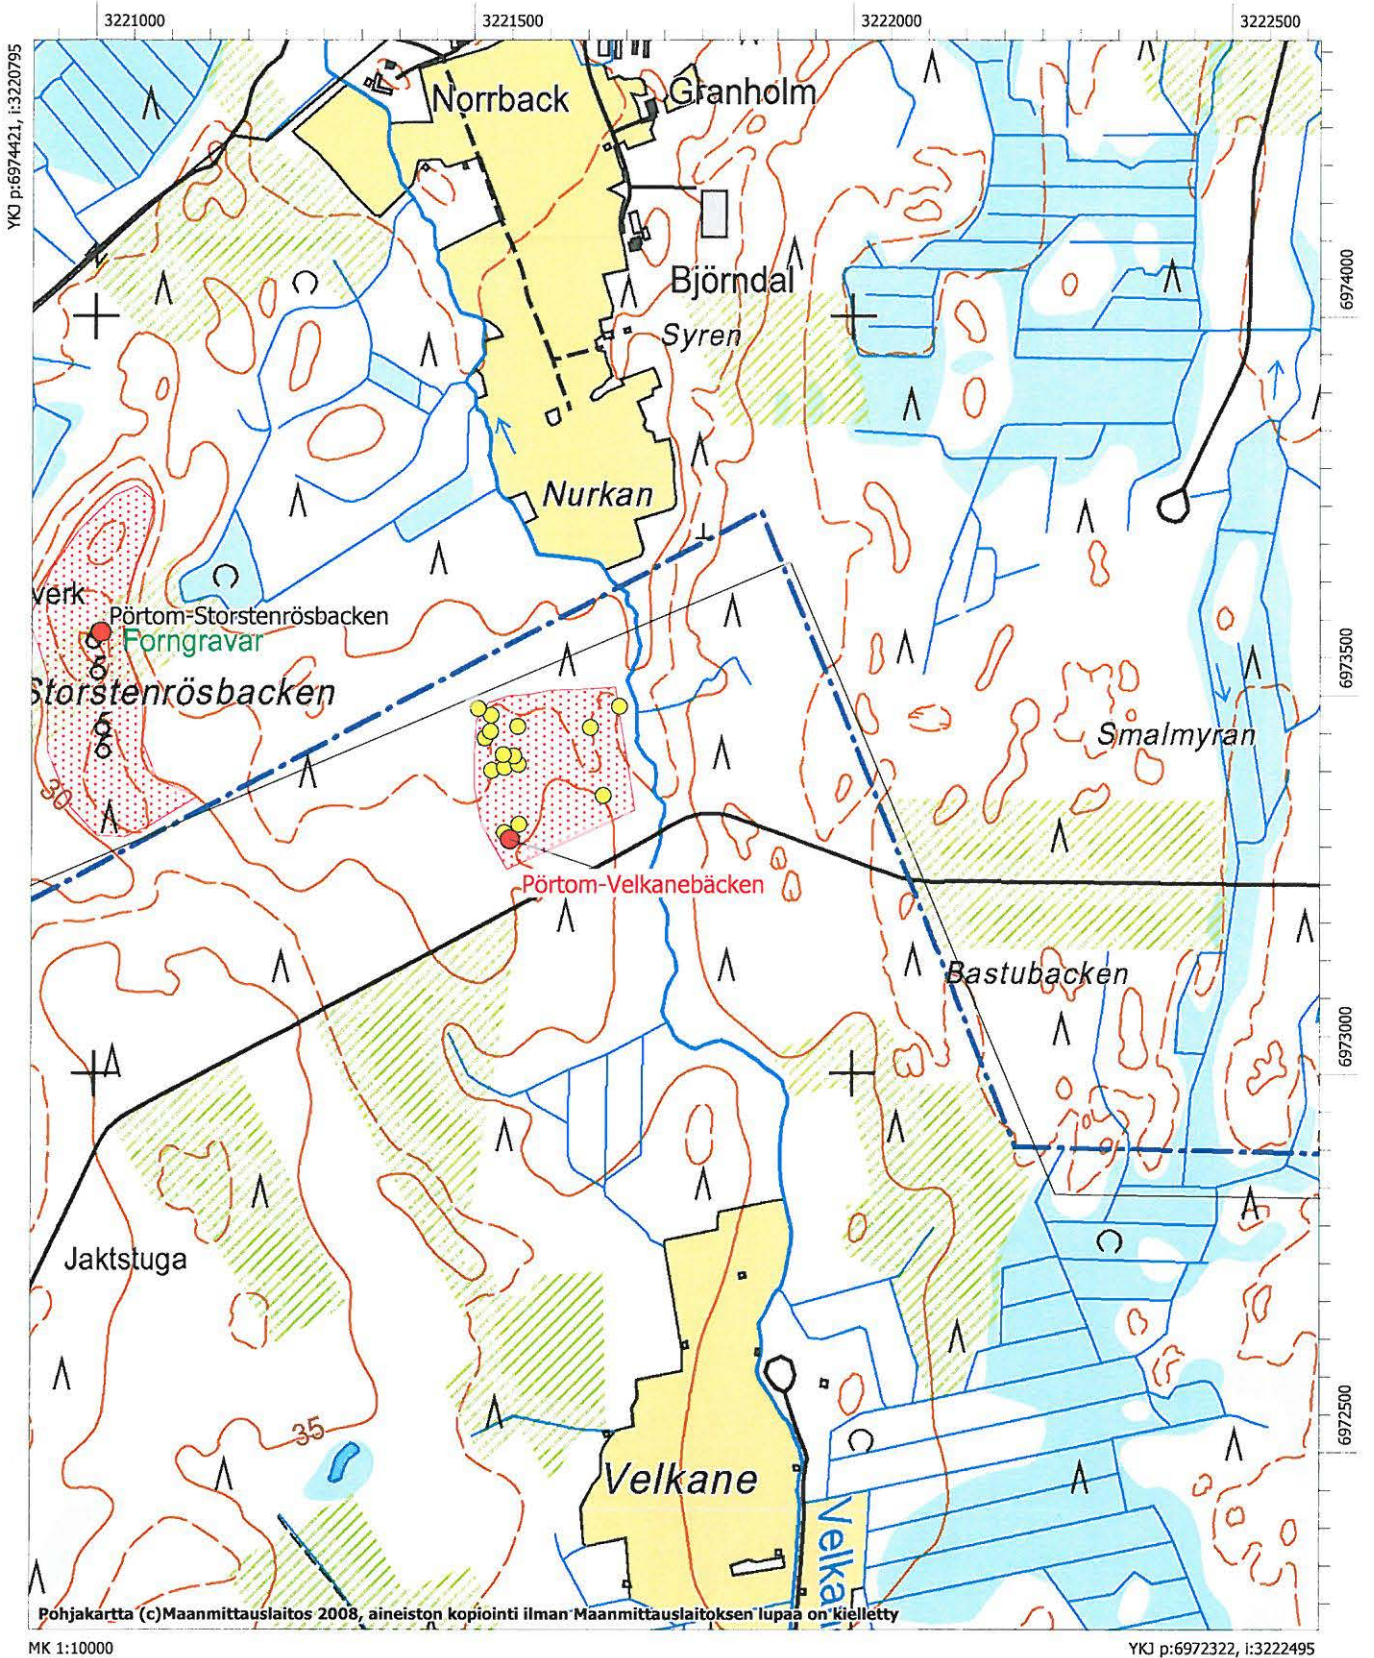 3221000
3221500
3222000
3222500
YKJ p:6974421, i:3220795
Norrback
Granholm
Björndal
6974000
Syren
Nurkan
verk
Pörtom-Storstenrösbacken
Forngravar
6973500
Storstenrösbacken
Smalmyran
30
Pörtom-Velkanebäcken
Bastubacken
6973000
Jaktstuga
35
6972500
Velkane
Velka
Pohjakartta (c)Maanmittauslaitos 2008, aineiston kopiointi ilman Maanmittauslaitoksen lupaa on kielletty
MK 1:10000
YKJ p:6972322, i:3222495